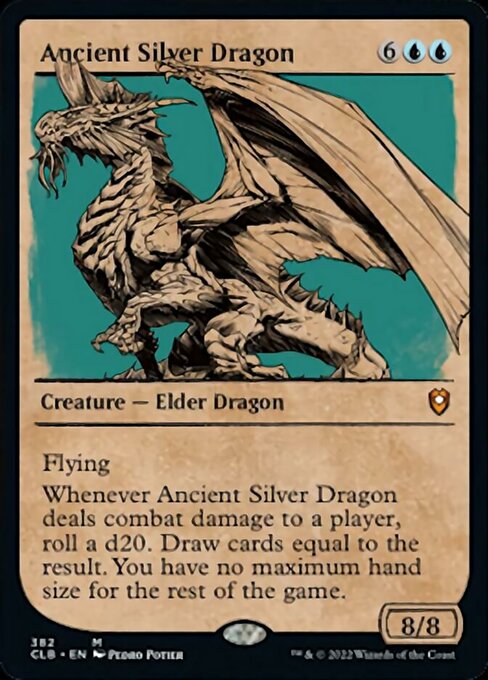 Ancient Silver Dragon 6
Creature — Elder Dragon
Flying
Whenever Ancient Silver Dragon
deals combat damage to a player,
roll a d20. Draw cards equal to the
result. You have no maximum hand
size for the rest of the game.
8/8
382 M
CLB • EN Pedro Potier
™ & © 2022 Wizards of the Coast